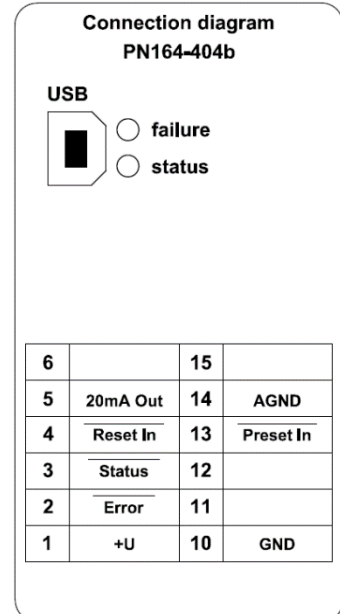 Connection diagram
PN164-404b
USB
failure
status
6 15
5 20mA Out 14 AGND
4 Reset In 13 Preset In
3 Status 12
2 Error 11
1 +U 10 GND